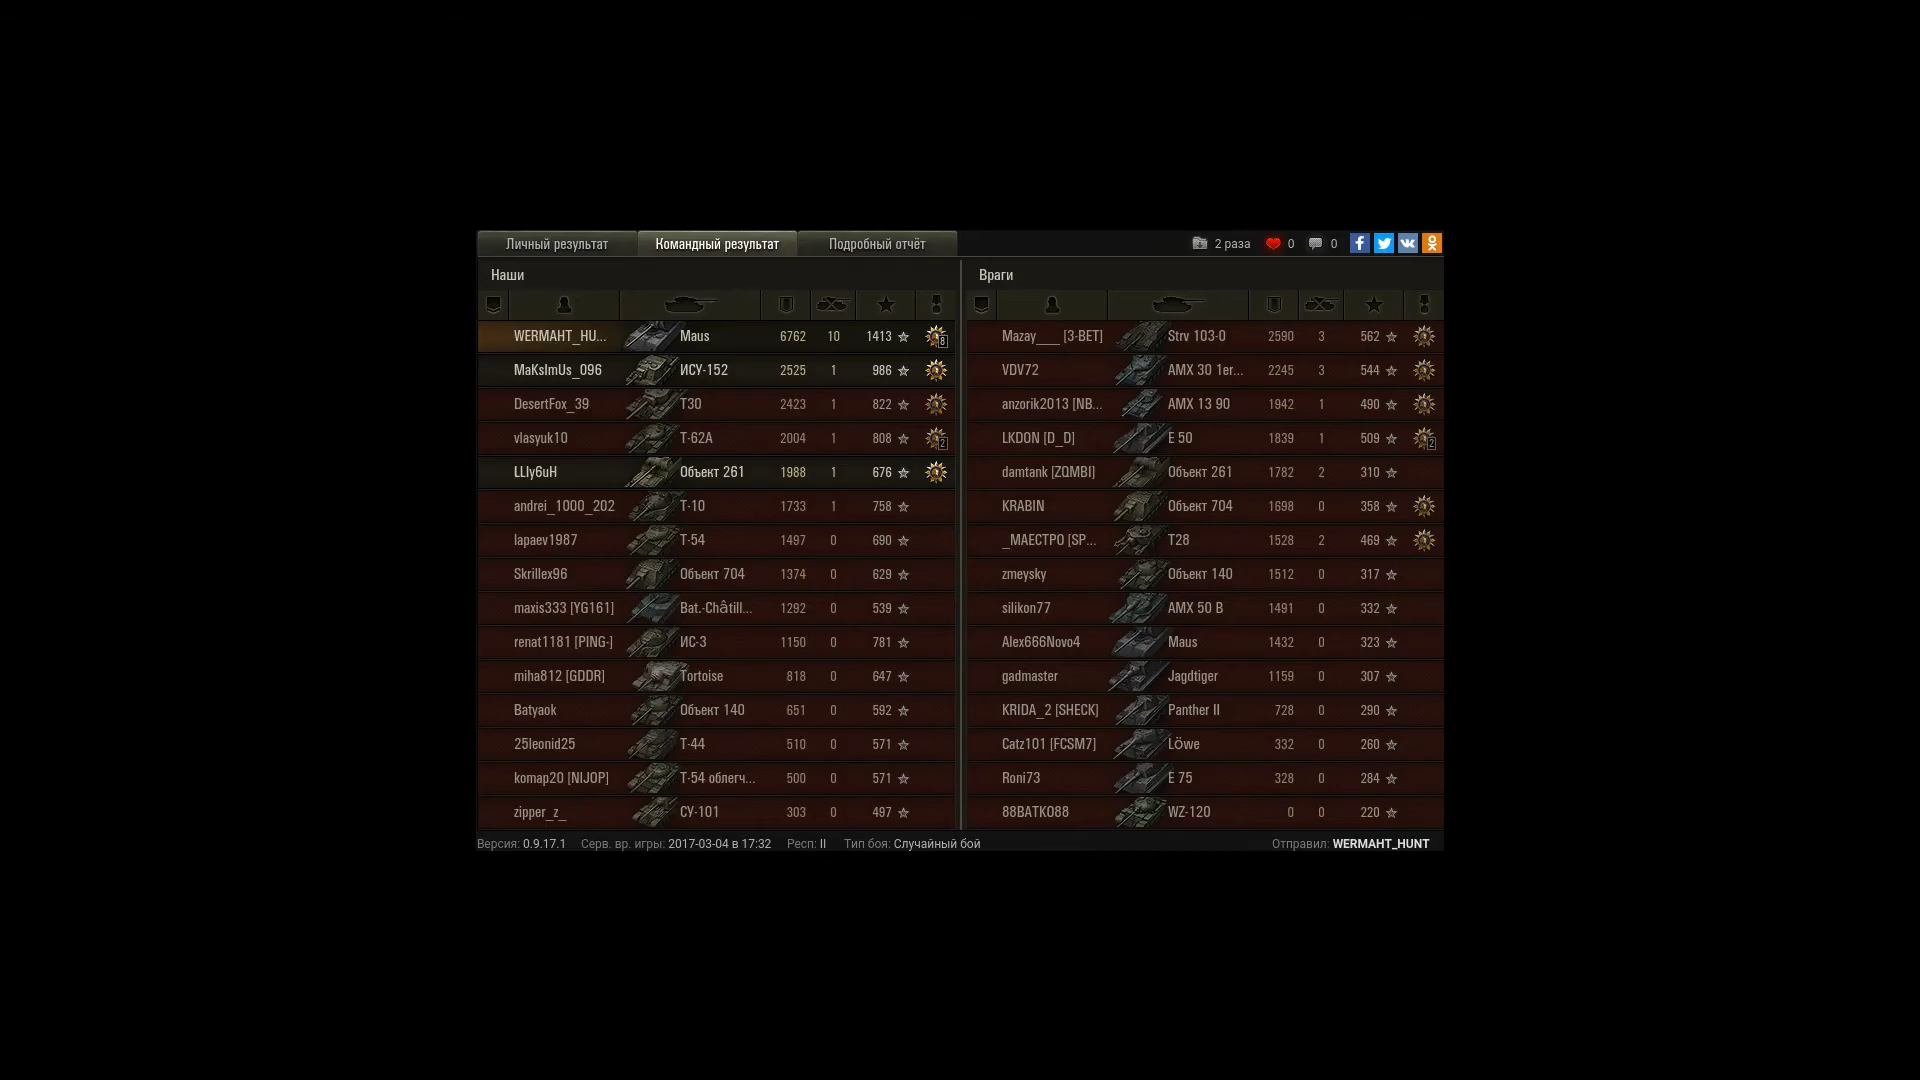 Личный результат Командный результат Подробный отчёт 2 раза 0 0
Наши Враги
WERMAHT_HU... Maus 6762 10 1413 8 Mazay___ [3-BET] Strv 103-0 2590 3 562
MaKsImUs_096 ИСУ-152 2525 1 986 VDV72 AMX 30 1er... 2245 3 544
DesertFox_39 T30 2423 1 822 anzorik2013 [NB... AMX 13 90 1942 1 490
vlasyuk10 Т-62А 2004 1 808 2 LKDON [D_D] E 50 1839 1 509 2
LLIy6uH Объект 261 1988 1 676 damtank [ZQMBI] Объект 261 1782 2 310
andrei_1000_202 Т-10 1733 1 758 KRABIN Объект 704 1698 0 358
lapaev1987 Т-54 1497 0 690 _MAECTPO [SP... T28 1528 2 469
Skrillex96 Объект 704 1374 0 629 zmeysky Объект 140 1512 0 317
maxis333 [YG161] Bat.-Châtill... 1292 0 539 silikon77 AMX 50 B 1491 0 332
renat1181 [PING-] ИС-3 1150 0 781 Alex666Novo4 Maus 1432 0 323
miha812 [GDDR] Tortoise 818 0 647 gadmaster Jagdtiger 1159 0 307
Batyaok Объект 140 651 0 592 KRIDA_2 [SHECK] Panther II 728 0 290
25leonid25 Т-44 510 0 571 Catz101 [FCSM7] Löwe 332 0 260
komap20 [NIJOP] Т-54 облегч... 500 0 571 Roni73 E 75 328 0 284
zipper_z_ СУ-101 303 0 497 88BATKO88 WZ-120 0 0 220
Версия: 0.9.17.1 Серв. вр. игры: 2017-03-04 в 17:32 Респ: II Тип боя: Случайный бой Отправил: WERMAHT_HUNT